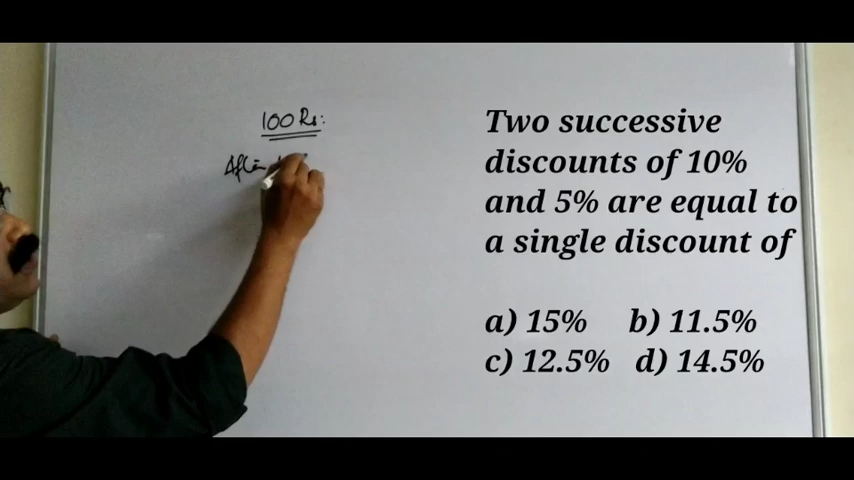 100 Rs:
Two successive
discounts of 10%
and 5% are equal to
a single discount of
a) 15% b) 11.5%
c) 12.5% d) 14.5%